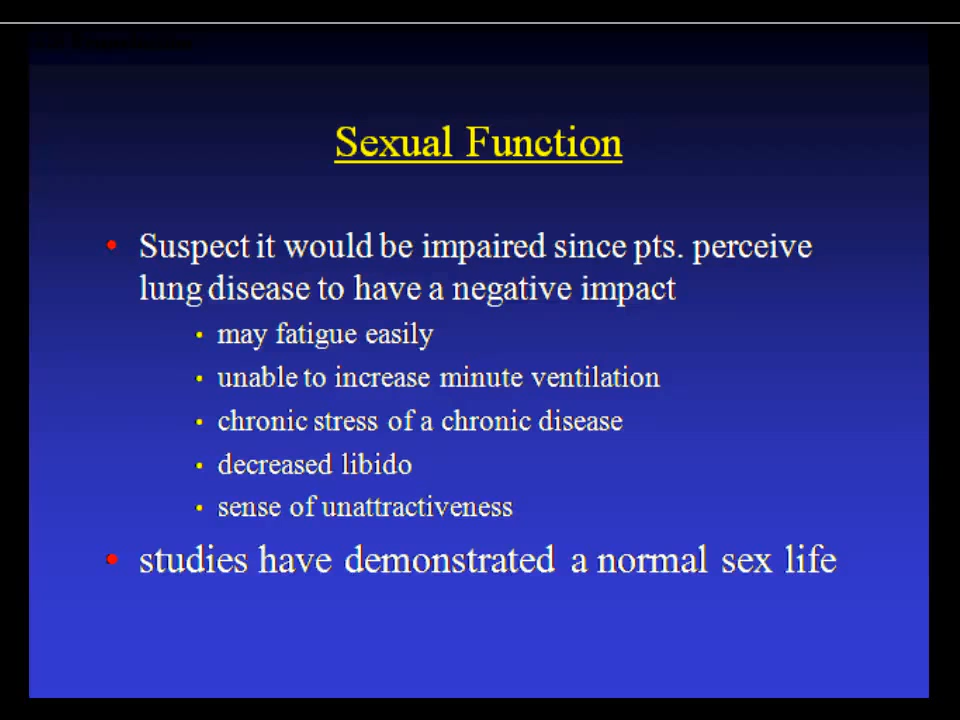 Sexual Function
• Suspect it would be impaired since pts. perceive
lung disease to have a negative impact
• may fatigue easily
• unable to increase minute ventilation
• chronic stress of a chronic disease
• decreased libido
• sense of unattractiveness
• studies have demonstrated a normal sex life